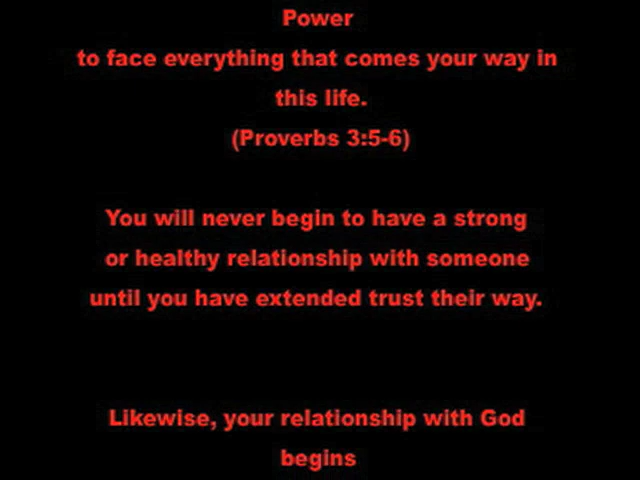 Power
to face everything that comes your way in
this life.
(Proverbs 3:5-6)
You will never begin to have a strong
or healthy relationship with someone
until you have extended trust their way.
Likewise, your relationship with God
begins